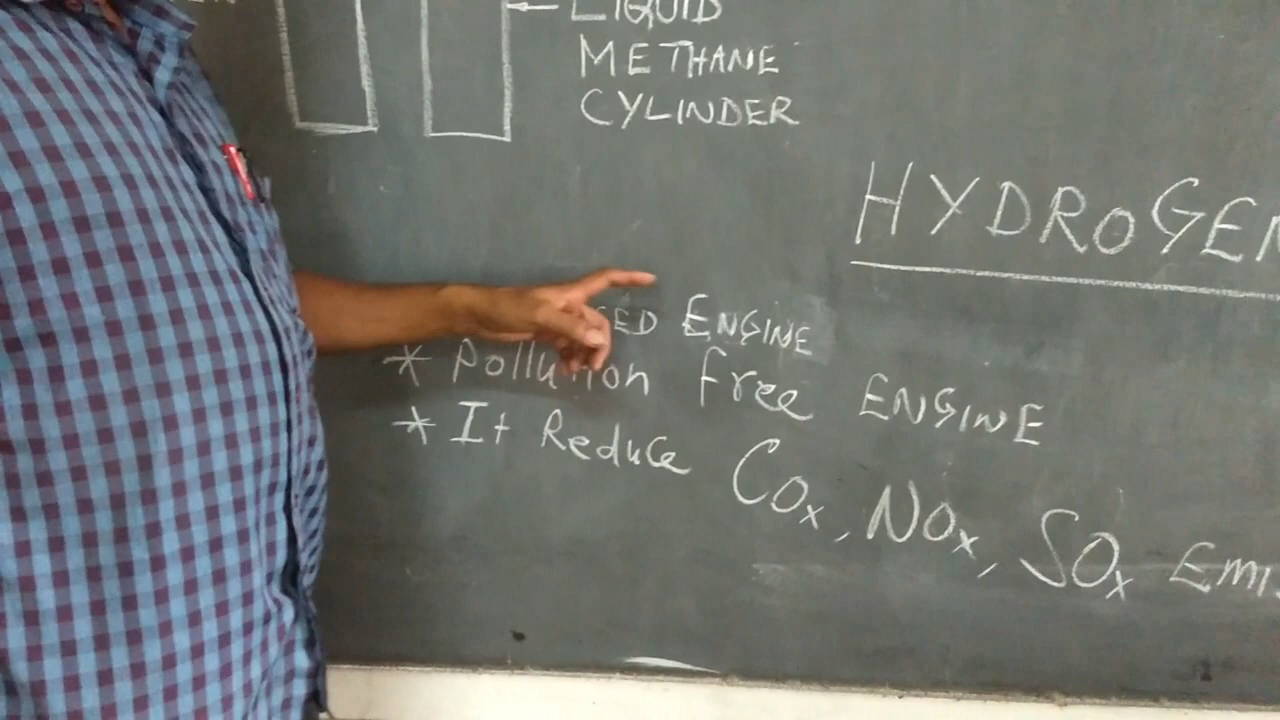 LIQUID
METHANE
CYLINDER
HYDROGEN
ENGINE
* Pollution free ENGINE
* It Reduce COx, NOx, SOx